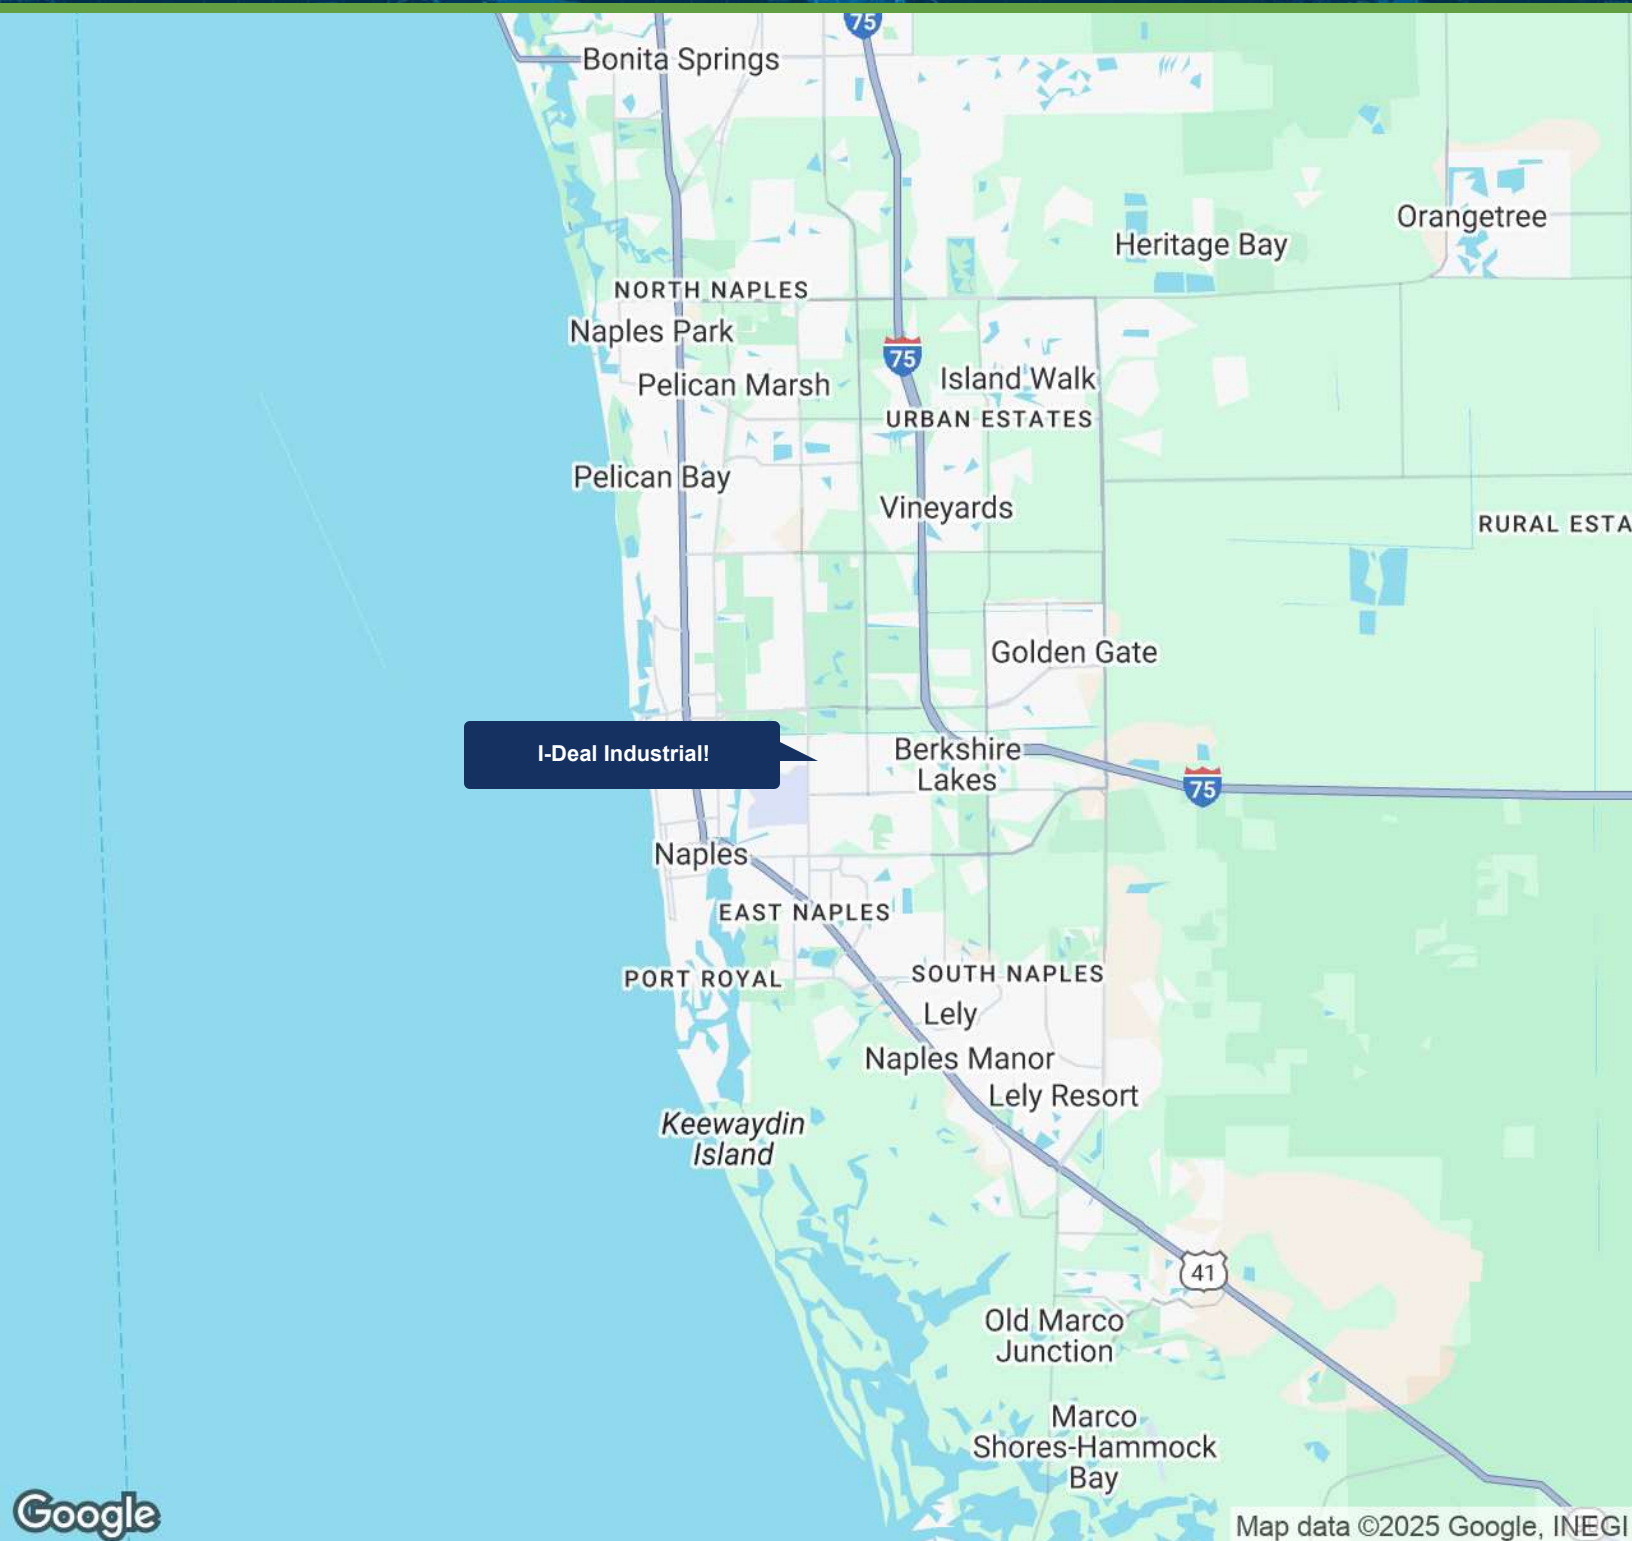 75
Bonita Springs
Orangetree
Heritage Bay
NORTH NAPLES
Naples Park
75
Island Walk
Pelican Marsh
URBAN ESTATES
Pelican Bay
Vineyards
RURAL ESTA
Golden Gate
I-Deal Industrial!
Berkshire
Lakes
75
Naples
EAST NAPLES
PORT ROYAL
SOUTH NAPLES
Lely
Naples Manor
Lely Resort
Keewaydin
Island
41
Old Marco
Junction
Marco
Shores-Hammock
Bay
Google
Map data ©2025 Google, INEGI